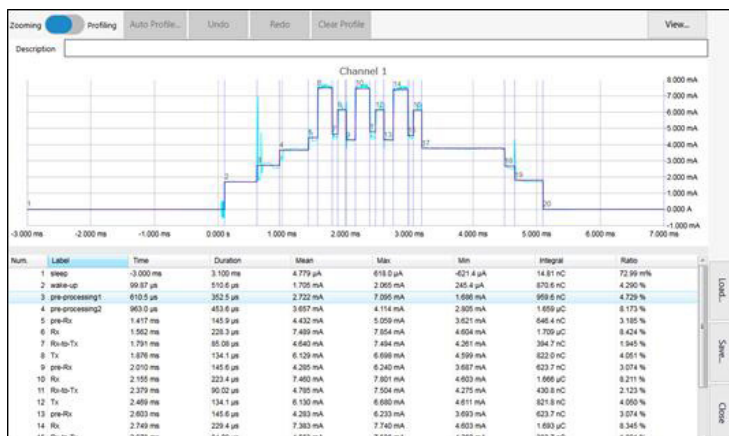 Zooming Profiling Auto Profile... Undo Redo Clear Profile View...
Description
Channel 1
8.000 mA
7.000 mA
6.000 mA
5.000 mA
4.000 mA
3.000 mA
2.000 mA
1.000 mA
0.000 A
-1.000 mA
1 2 3 4 5 6 8 9 10 12 13 14 16 17 18 19 20
-3.000 ms -2.000 ms -1.000 ms 0.000 s 1.000 ms 2.000 ms 3.000 ms 4.000 ms 5.000 ms 6.000 ms 7.000 ms
Num. Label Time Duration Mean Max Min Integral Ratio
1 sleep -3.000 ms 3.100 ms 4.779 µA 618.0 µA -621.4 µA 14.81 nC 72.99 m%
2 wake-up 99.87 µs 510.6 µs 1.705 mA 2.065 mA 245.4 µA 870.6 nC 4.290 %
3 pre-processing1 610.5 µs 352.5 µs 2.722 mA 7.095 mA 1.686 mA 959.6 nC 4.729 %
4 pre-processing2 963.0 µs 453.6 µs 3.657 mA 4.114 mA 2.805 mA 1.659 µC 8.173 %
5 pre-Rx 1.417 ms 145.9 µs 4.432 mA 5.059 mA 3.621 mA 646.4 nC 3.185 %
6 Rx 1.562 ms 228.3 µs 7.489 mA 7.854 mA 4.604 mA 1.709 µC 8.424 %
7 Rx-to-Tx 1.791 ms 85.08 µs 4.640 mA 7.494 mA 4.261 mA 394.7 nC 1.945 %
8 Tx 1.876 ms 134.1 µs 6.129 mA 6.698 mA 4.599 mA 822.0 nC 4.051 %
9 pre-Rx 2.010 ms 145.6 µs 4.285 mA 6.240 mA 3.687 mA 623.7 nC 3.074 %
10 Rx 2.155 ms 223.4 µs 7.460 mA 7.801 mA 4.603 mA 1.666 µC 8.211 %
11 Rx-to-Tx 2.379 ms 90.02 µs 4.785 mA 7.504 mA 4.275 mA 430.8 nC 2.123 %
12 Tx 2.469 ms 134.1 µs 6.130 mA 6.680 mA 4.611 mA 821.8 nC 4.050 %
13 pre-Rx 2.603 ms 145.6 µs 4.283 mA 6.233 mA 3.693 mA 623.7 nC 3.074 %
14 Rx 2.749 ms 229.4 µs 7.383 mA 7.740 mA 4.603 mA 1.693 µC 8.345 %
Load...
Save...
Close